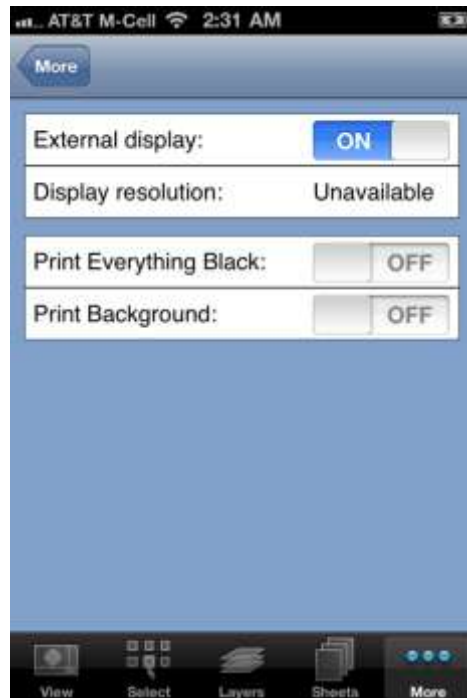 AT&T M-Cell 2:31 AM
More
External display: ON
Display resolution: Unavailable
Print Everything Black: OFF
Print Background: OFF
View Select Layers Sheets More